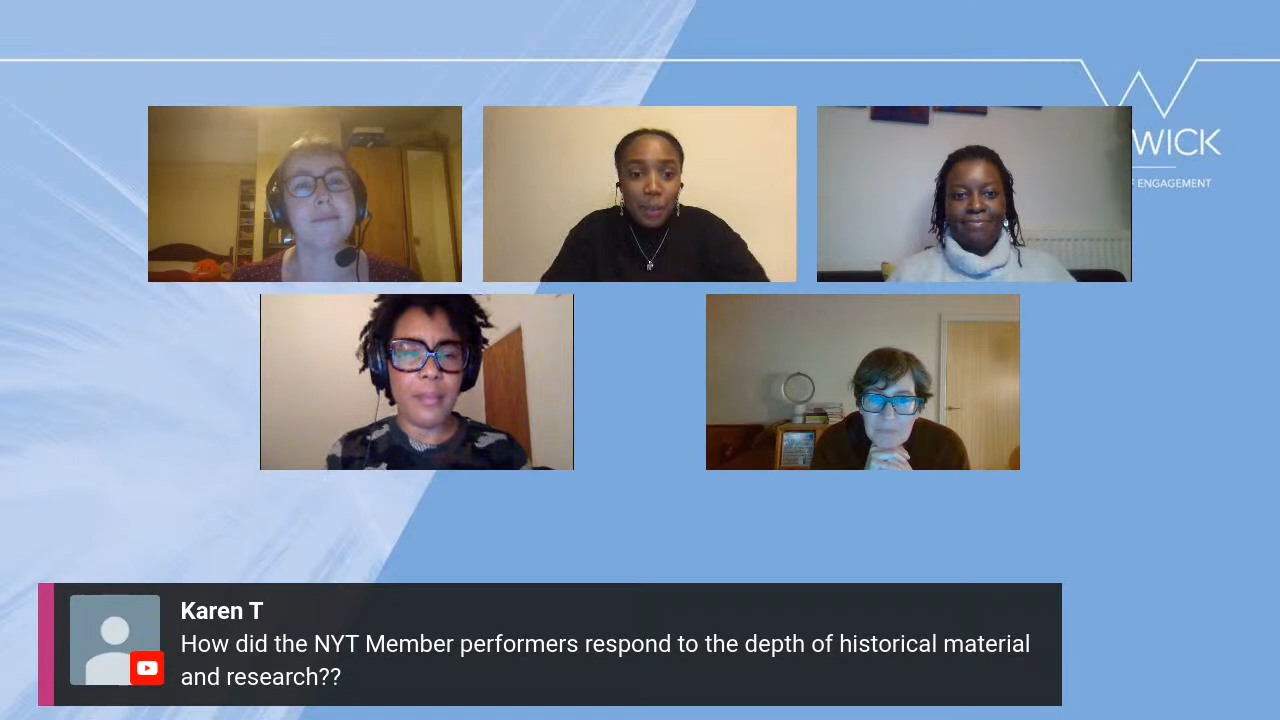 WICK
ENGAGEMENT
Karen T
How did the NYT Member performers respond to the depth of historical material
and research??